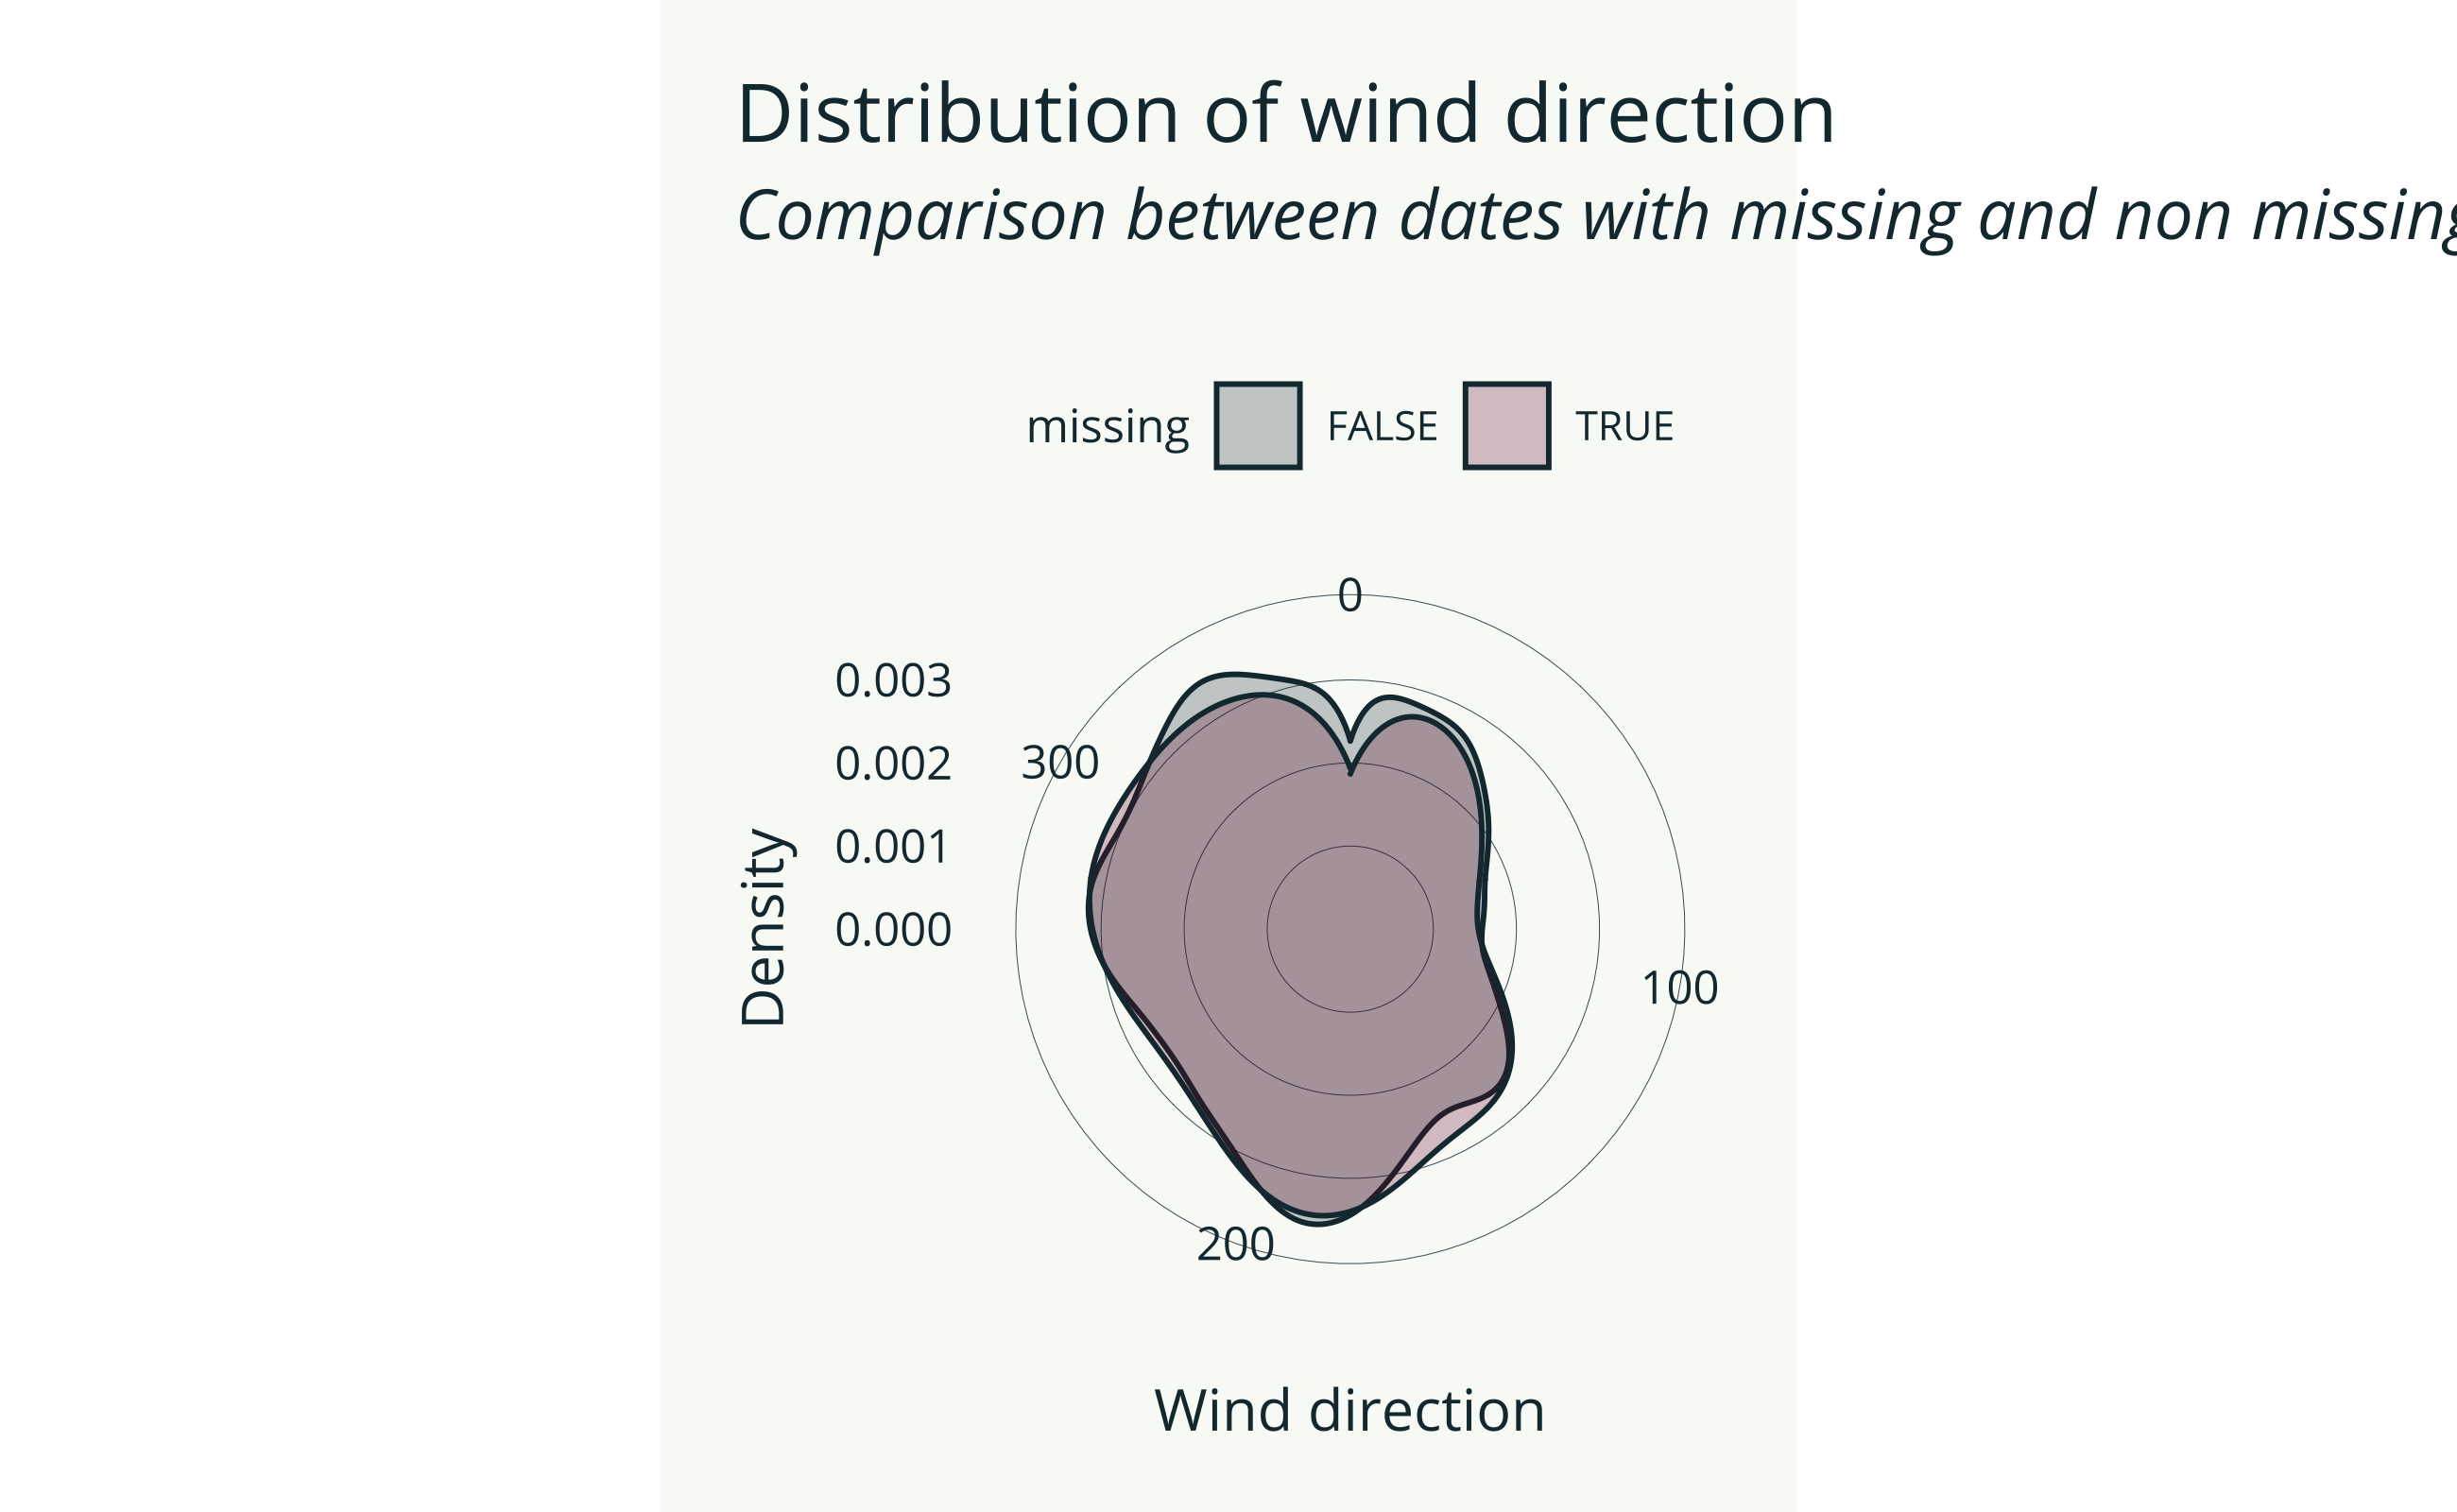 Distribution of wind direction
Comparison between dates with missing and non missing
missing FALSE TRUE
0
0.003
0.002
300
0.001
0.000
100
200
Density
Wind direction